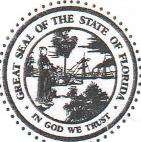 GREAT SEAL OF THE STATE OF FLORIDA
IN GOD WE TRUST